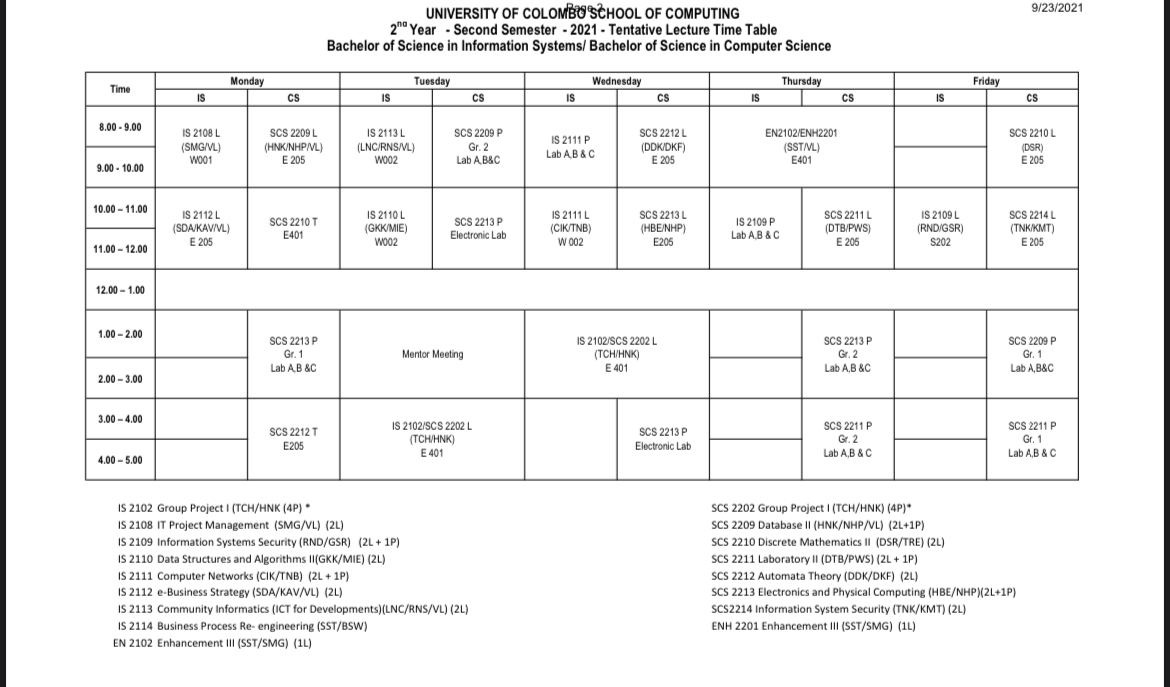 Page 2
9/23/2021
UNIVERSITY OF COLOMBO SCHOOL OF COMPUTING
2nd Year - Second Semester - 2021 - Tentative Lecture Time Table
Bachelor of Science in Information Systems/ Bachelor of Science in Computer Science
Time Monday Tuesday Wednesday Thursday Friday
IS CS IS CS IS CS IS CS IS CS
8.00 - 9.00
9.00 - 10.00
IS 2108 L
(SMG/VL)
W001
SCS 2209 L
(HNK/NHP/VL)
E 205
IS 2113 L
(LNC/RNS/VL)
W002
SCS 2209 P
Gr. 2
Lab A,B&C
IS 2111 P
Lab A,B & C
SCS 2212 L
(DDK/DKF)
E 205
EN2102/ENH2201
(SST/VL)
E401
SCS 2210 L
(DSR)
E 205
10.00 – 11.00
11.00 – 12.00
IS 2112 L
(SDA/KAV/VL)
E 205
SCS 2210 T
E401
IS 2110 L
(GKK/MIE)
W002
SCS 2213 P
Electronic Lab
IS 2111 L
(CIK/TNB)
W 002
SCS 2213 L
(HBE/NHP)
E205
IS 2109 P
Lab A,B & C
SCS 2211 L
(DTB/PWS)
E 205
IS 2109 L
(RND/GSR)
S202
SCS 2214 L
(TNK/KMT)
E 205
12.00 – 1.00
1.00 – 2.00
2.00 – 3.00
SCS 2213 P
Gr. 1
Lab A,B &C
Mentor Meeting
IS 2102/SCS 2202 L
(TCH/HNK)
E 401
SCS 2213 P
Gr. 2
Lab A,B &C
SCS 2209 P
Gr. 1
Lab A,B&C
3.00 – 4.00
4.00 – 5.00
SCS 2212 T
E205
IS 2102/SCS 2202 L
(TCH/HNK)
E 401
SCS 2213 P
Electronic Lab
SCS 2211 P
Gr. 2
Lab A,B & C
SCS 2211 P
Gr. 1
Lab A,B & C
IS 2102 Group Project I (TCH/HNK (4P) *
IS 2108 IT Project Management (SMG/VL) (2L)
IS 2109 Information Systems Security (RND/GSR) (2L + 1P)
IS 2110 Data Structures and Algorithms II(GKK/MIE) (2L)
IS 2111 Computer Networks (CIK/TNB) (2L + 1P)
IS 2112 e-Business Strategy (SDA/KAV/VL) (2L)
IS 2113 Community Informatics (ICT for Developments)(LNC/RNS/VL) (2L)
IS 2114 Business Process Re- engineering (SST/BSW)
EN 2102 Enhancement III (SST/SMG) (1L)
SCS 2202 Group Project I (TCH/HNK) (4P)*
SCS 2209 Database II (HNK/NHP/VL) (2L+1P)
SCS 2210 Discrete Mathematics II (DSR/TRE) (2L)
SCS 2211 Laboratory II (DTB/PWS) (2L + 1P)
SCS 2212 Automata Theory (DDK/DKF) (2L)
SCS 2213 Electronics and Physical Computing (HBE/NHP)(2L+1P)
SCS2214 Information System Security (TNK/KMT) (2L)
ENH 2201 Enhancement III (SST/SMG) (1L)